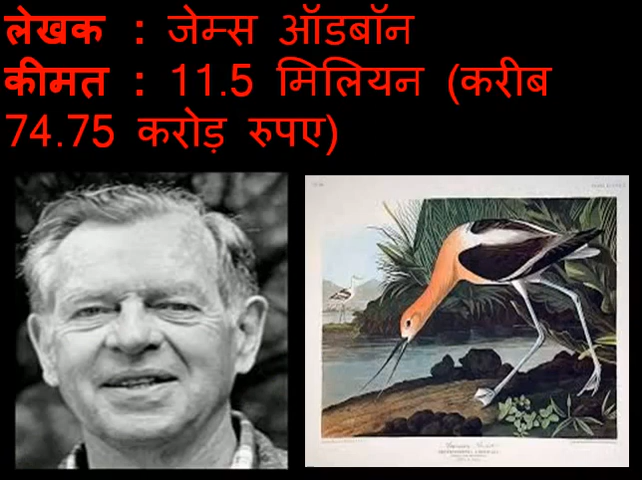 लेखक : जेम्स ऑडबॉन
कीमत : 11.5 मिलियन (करीब
74.75 करोड़ रुपए)